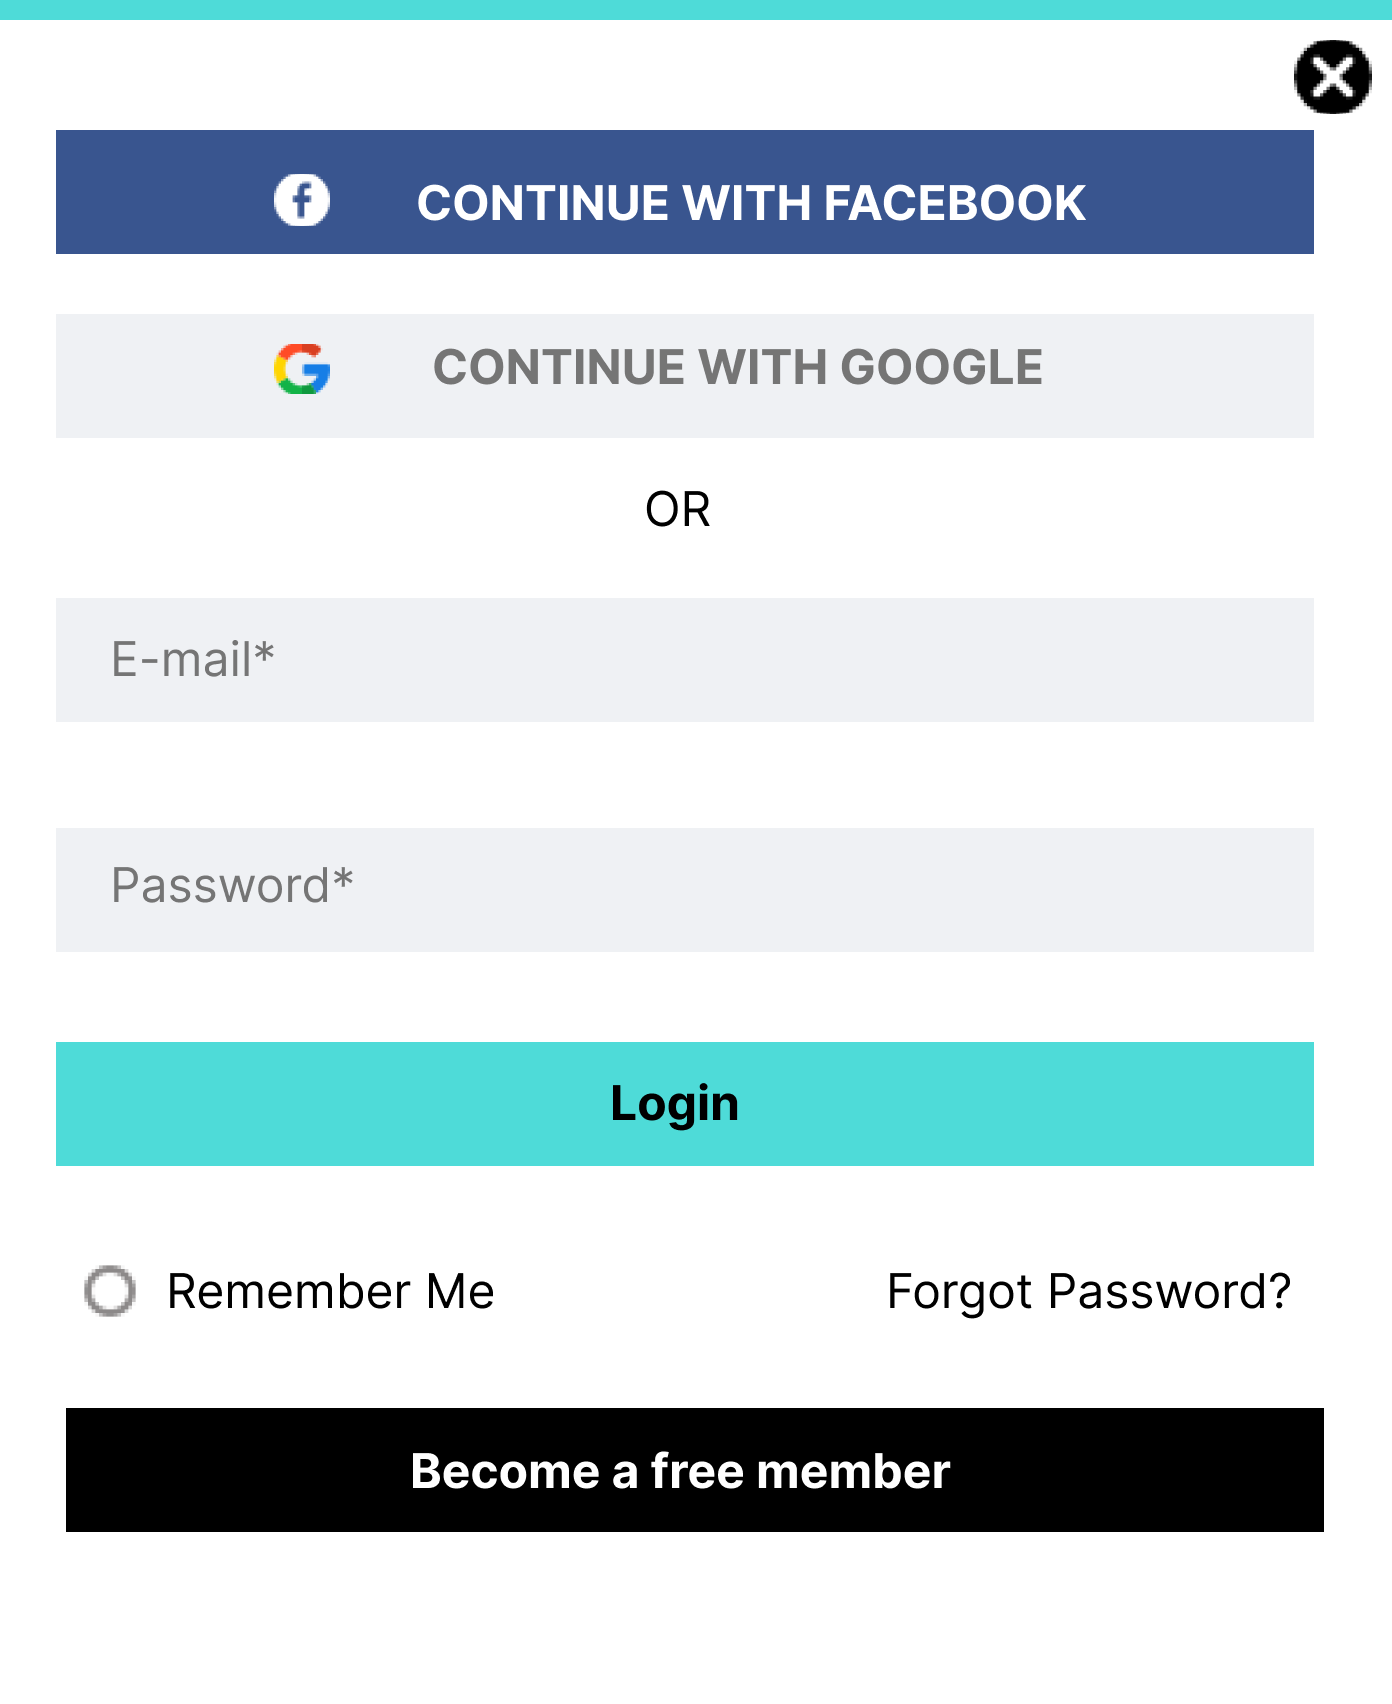 CONTINUE WITH FACEBOOK
CONTINUE WITH GOOGLE
OR
E-mail*
Password*
Login
Remember Me
Forgot Password?
Become a free member